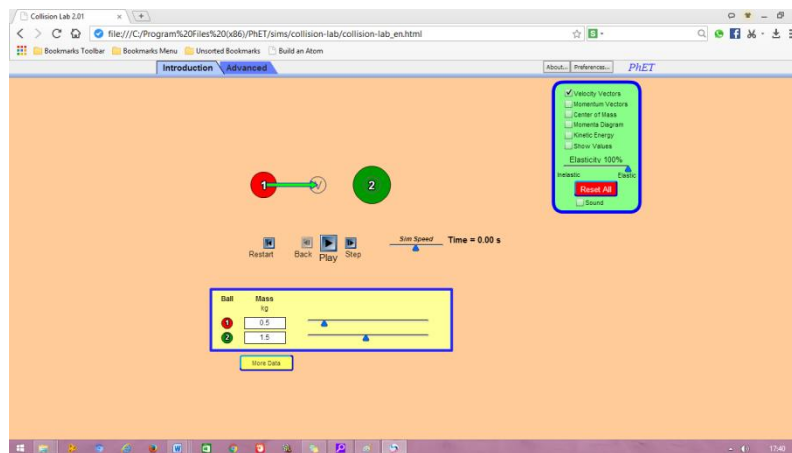 Collision Lab 2.01
file:///C:/Program%20Files%20(x86)/PhET/sims/collision-lab/collision-lab_en.html
Bookmarks Toolbar Bookmarks Menu Unsorted Bookmarks Build an Atom
Introduction Advanced About... Preferences... PhET
Velocity Vectors
Momentum Vectors
Center of Mass
Momenta Diagram
Kinetic Energy
Show Values
Elasticity 100%
Inelastic Elastic
Reset All
Sound
1 V 2
Restart Back Play Step Sim Speed Time = 0.00 s
Ball Mass
kg
1 0.5
2 1.5
More Data
17:40